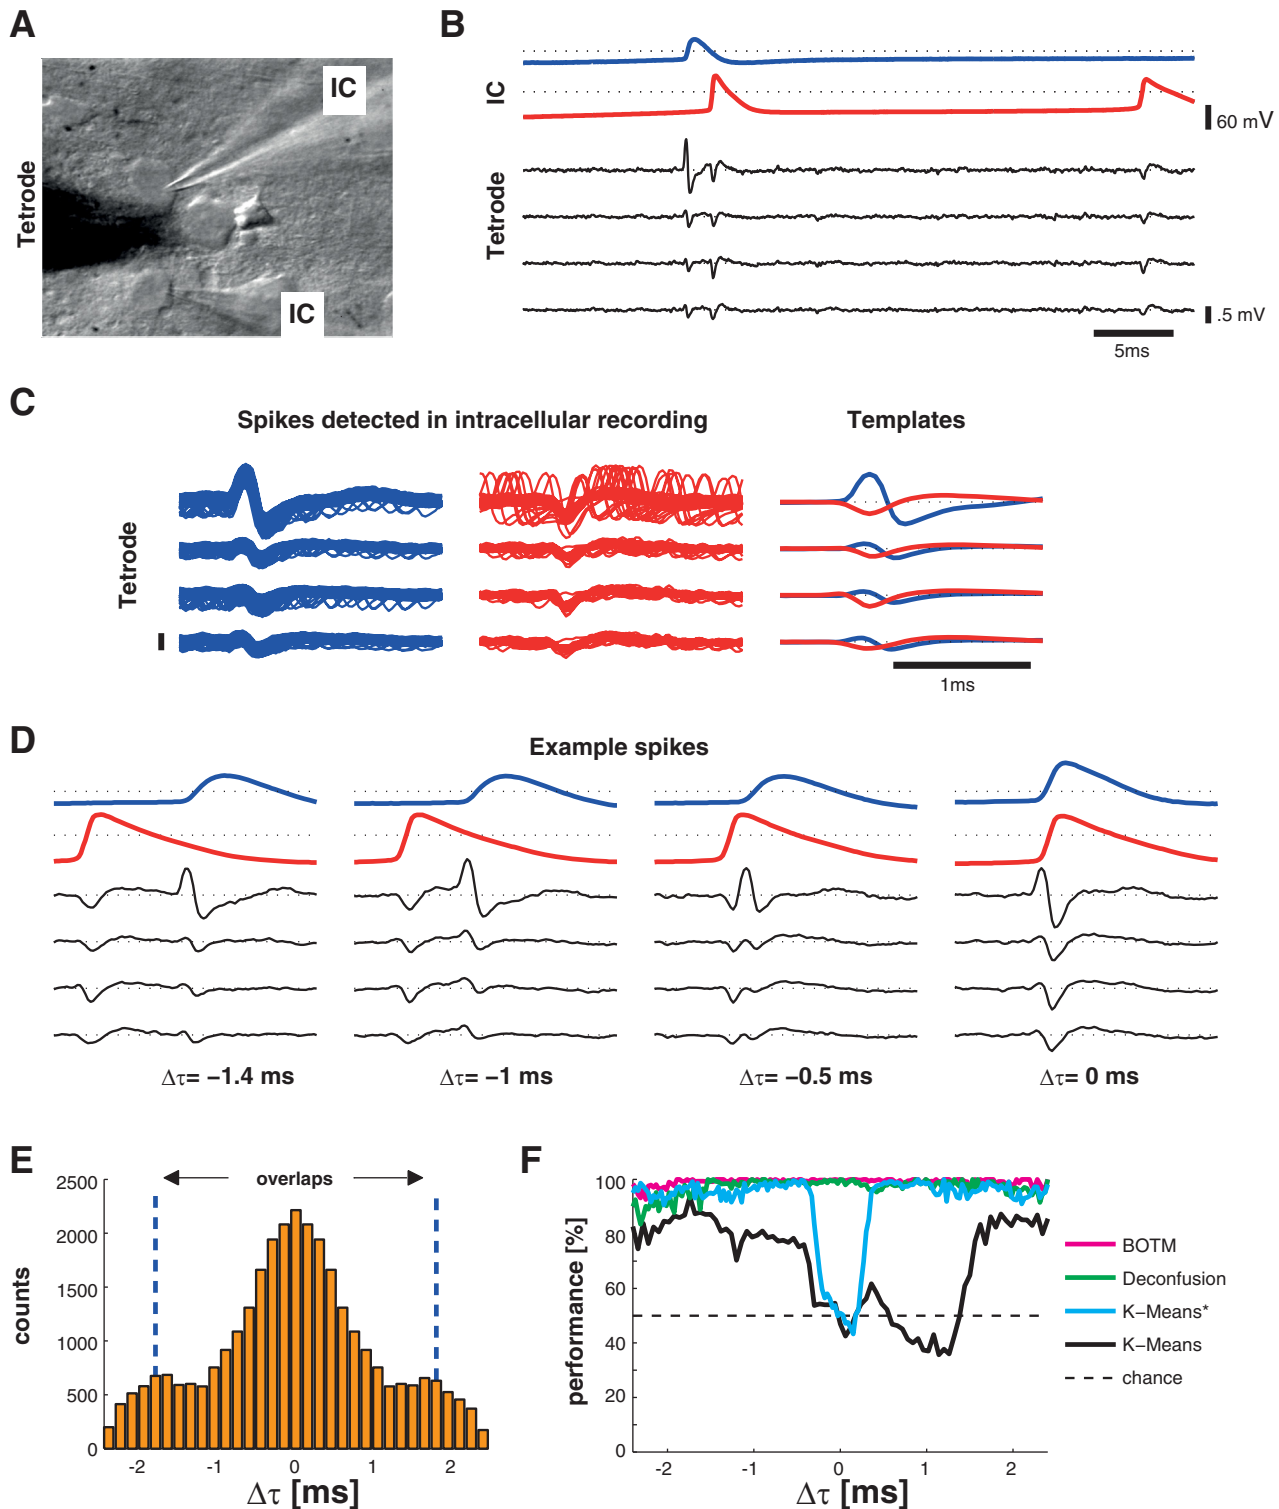 A
IC
IC
Tetrode
B
IC
60 mV
Tetrode
.5 mV
5ms
C
Spikes detected in intracellular recording
Templates
Tetrode
1ms
D
Example spikes
Δτ= −1.4 ms
Δτ= −1 ms
Δτ= −0.5 ms
Δτ= 0 ms
E
overlaps
2500
2000
1500
1000
500
0
counts
-2
-1
0
1
2
Δτ [ms]
F
100
80
60
40
20
0
performance [%]
-2
-1
0
1
2
Δτ [ms]
BOTM
Deconfusion
K−Means*
K−Means
chance